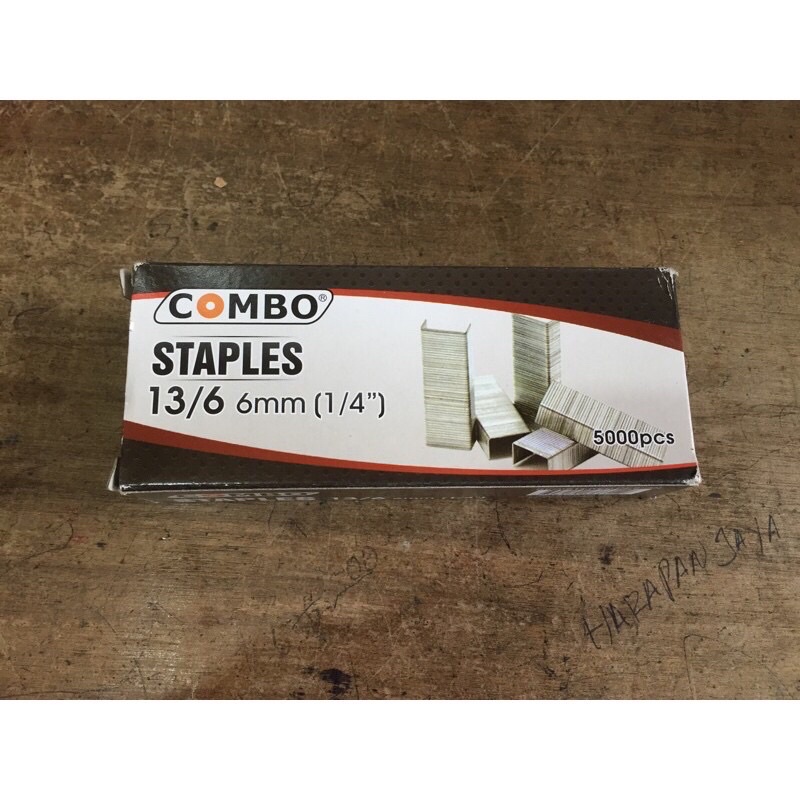 COMBO®
STAPLES
13/6 6mm (1/4")
5000pcs
HARAPAN JAYA